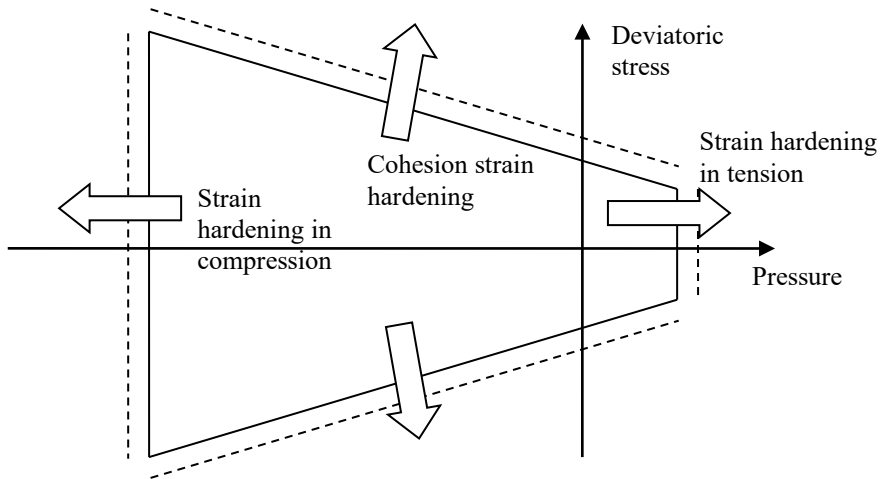 Deviatoric
stress
Strain hardening
in tension
Cohesion strain
hardening
Strain
hardening in
compression
Pressure